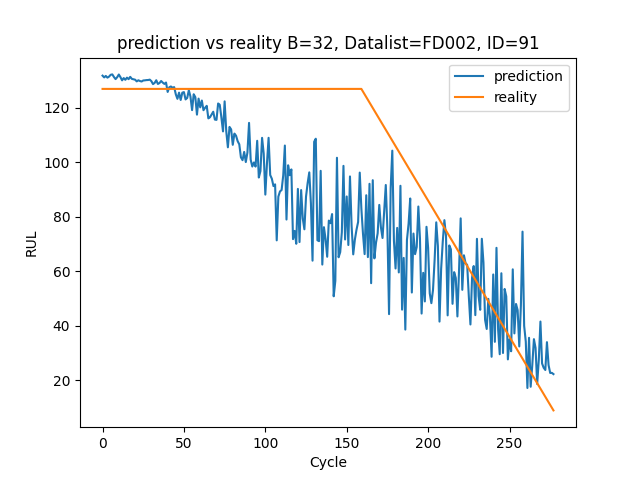 prediction vs reality B=32, Datalist=FD002, ID=91
prediction
reality
120
100
80
60
40
20
RUL
0 50 100 150 200 250
Cycle